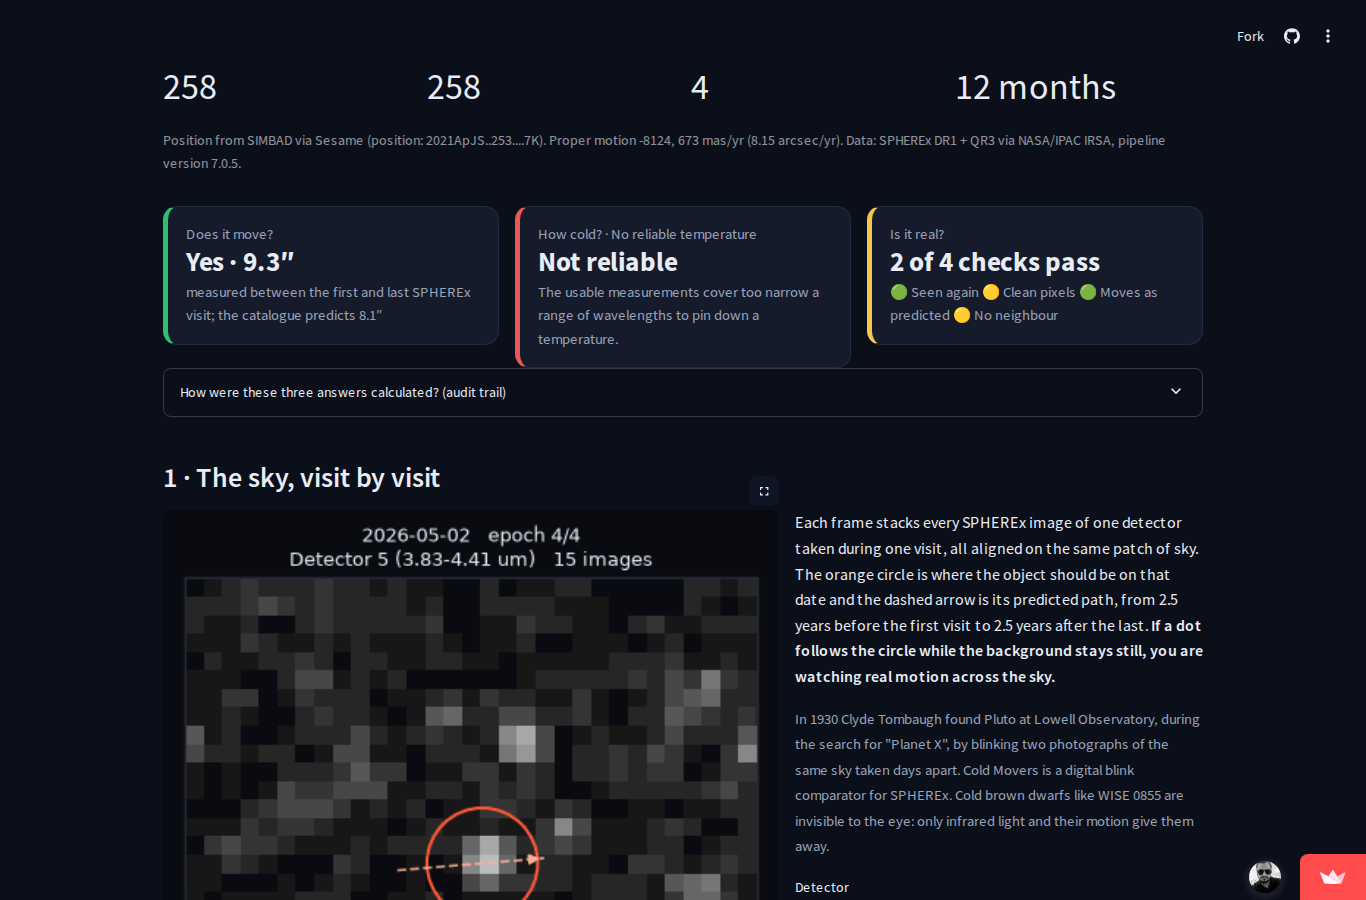 Fork
258 258 4 12 months
Position from SIMBAD via Sesame (position: 2021ApJS..253....7K). Proper motion -8124, 673 mas/yr (8.15 arcsec/yr). Data: SPHEREx DR1 + QR3 via NASA/IPAC IRSA, pipeline
version 7.0.5.
Does it move?
Yes · 9.3″
measured between the first and last SPHEREx
visit; the catalogue predicts 8.1″
How cold? · No reliable temperature
Not reliable
The usable measurements cover too narrow a
range of wavelengths to pin down a
temperature.
Is it real?
2 of 4 checks pass
🟢 Seen again 🟡 Clean pixels 🟢 Moves as
predicted 🟡 No neighbour
How were these three answers calculated? (audit trail)
1 · The sky, visit by visit
2026-05-02 epoch 4/4
Detector 5 (3.83-4.41 um) 15 images
Each frame stacks every SPHEREx image of one detector
taken during one visit, all aligned on the same patch of sky.
The orange circle is where the object should be on that
date and the dashed arrow is its predicted path, from 2.5
years before the first visit to 2.5 years after the last. If a dot
follows the circle while the background stays still, you are
watching real motion across the sky.
In 1930 Clyde Tombaugh found Pluto at Lowell Observatory, during
the search for "Planet X", by blinking two photographs of the
same sky taken days apart. Cold Movers is a digital blink
comparator for SPHEREx. Cold brown dwarfs like WISE 0855 are
invisible to the eye: only infrared light and their motion give them
away.
Detector